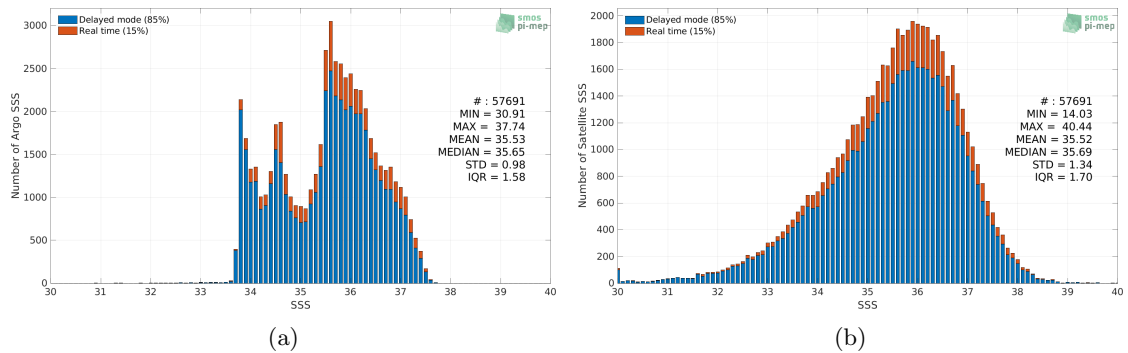 Delayed mode (85%)
Real time (15%)
smos
pi-mep
Number of Argo SSS
3000
2500
2000
1500
1000
500
0
# : 57691
MIN = 30.91
MAX = 37.74
MEAN = 35.53
MEDIAN = 35.65
STD = 0.98
IQR = 1.58
30 31 32 33 34 35 36 37 38 39 40
SSS
(a)
Delayed mode (85%)
Real time (15%)
smos
pi-mep
Number of Satellite SSS
2000
1800
1600
1400
1200
1000
800
600
400
200
0
# : 57691
MIN = 14.03
MAX = 40.44
MEAN = 35.52
MEDIAN = 35.69
STD = 1.34
IQR = 1.70
30 31 32 33 34 35 36 37 38 39 40
SSS
(b)